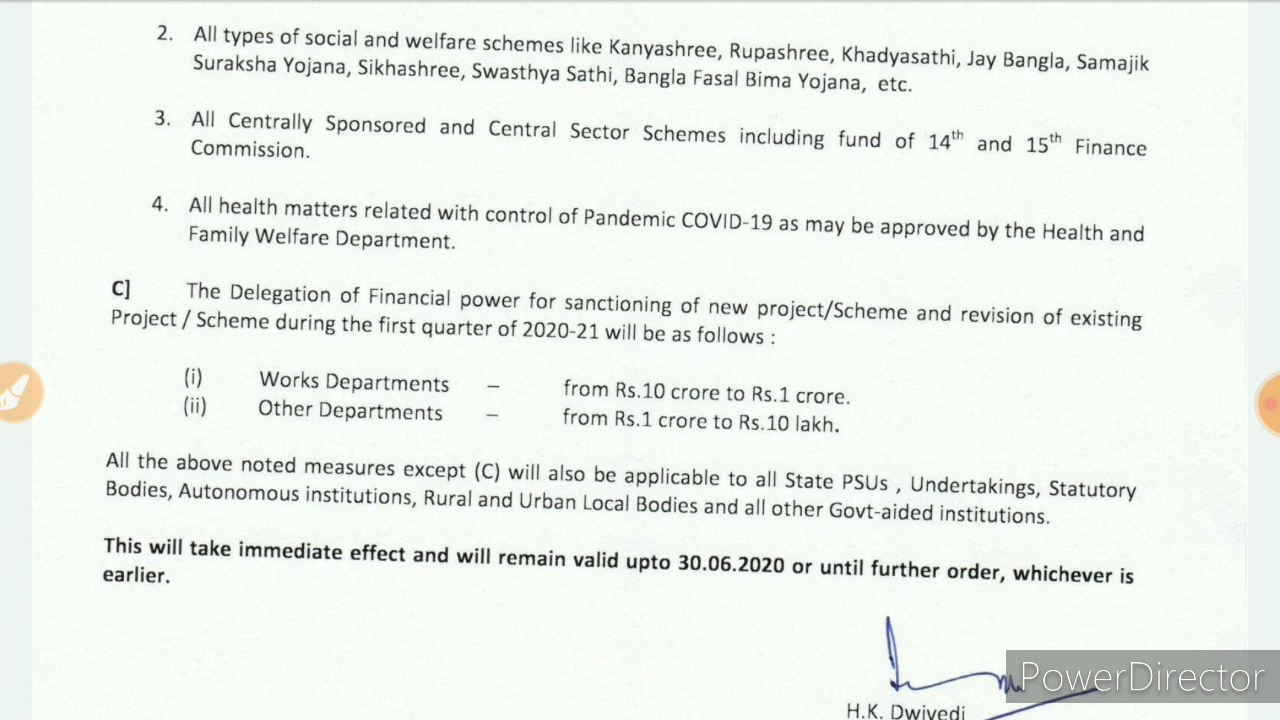 2. All types of social and welfare schemes like Kanyashree, Rupashree, Khadyasathi, Jay Bangla, Samajik
Suraksha Yojana, Sikhashree, Swasthya Sathi, Bangla Fasal Bima Yojana, etc.
3. All Centrally Sponsored and Central Sector Schemes including fund of 14th and 15th Finance
Commission.
4. All health matters related with control of Pandemic COVID-19 as may be approved by the Health and
Family Welfare Department.
C] The Delegation of Financial power for sanctioning of new project/Scheme and revision of existing
Project / Scheme during the first quarter of 2020-21 will be as follows :
(i) Works Departments – from Rs.10 crore to Rs.1 crore.
(ii) Other Departments – from Rs.1 crore to Rs.10 lakh.
All the above noted measures except (C) will also be applicable to all State PSUs , Undertakings, Statutory
Bodies, Autonomous institutions, Rural and Urban Local Bodies and all other Govt-aided institutions.
This will take immediate effect and will remain valid upto 30.06.2020 or until further order, whichever is
earlier.
PowerDirector
H.K. Dwivedi